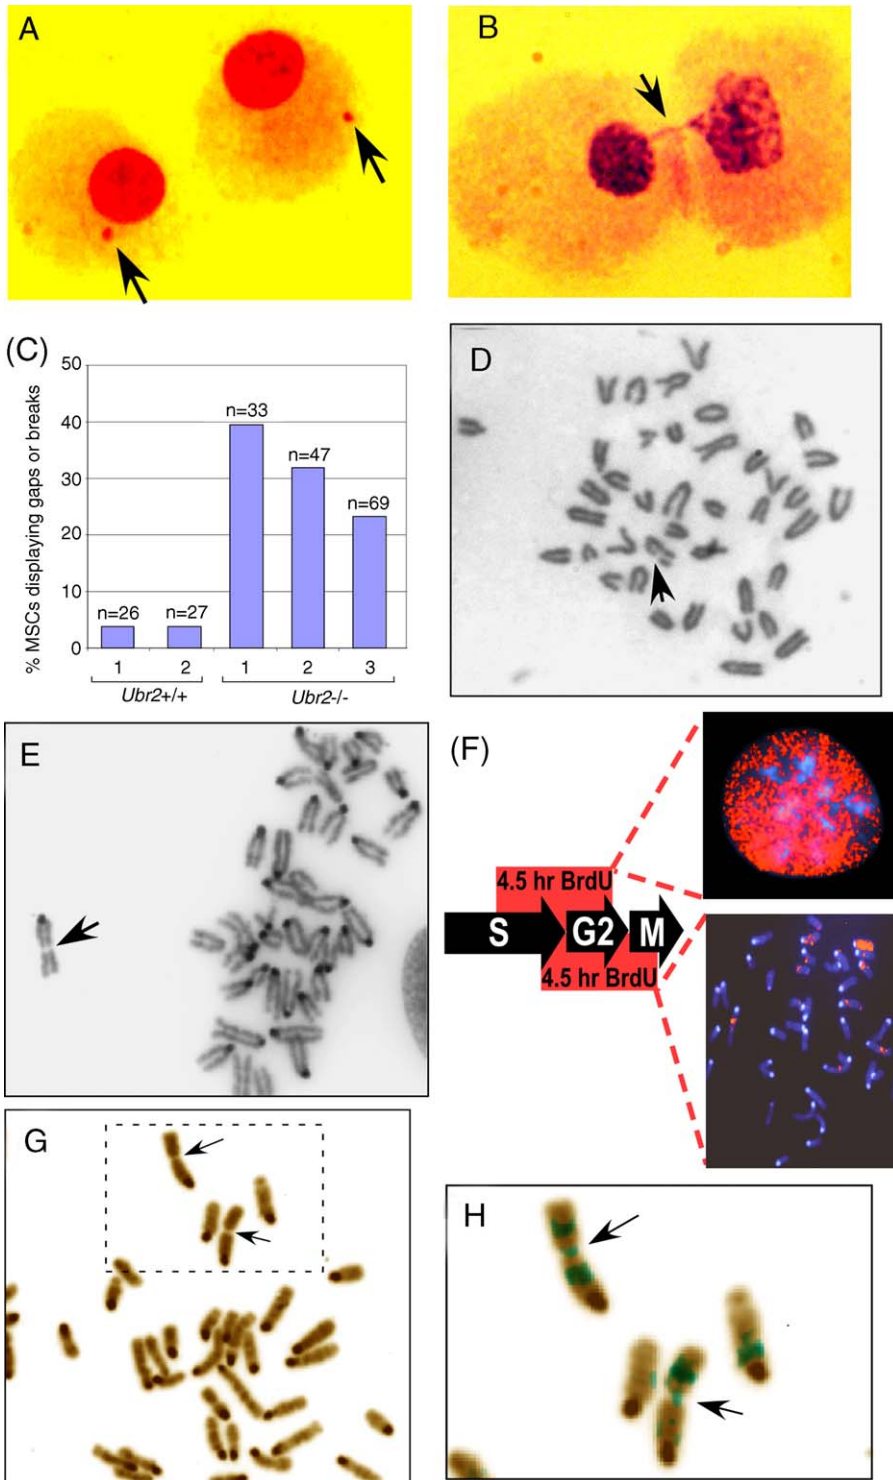 A
B
(C)
% MSCs displaying gaps or breaks
50
40
30
20
10
0
n=26
n=27
n=33
n=47
n=69
1 2 1 2 3
Ubr2+/+ Ubr2-/-
D
E
(F)
4.5 hr BrdU
S G2 M
4.5 hr BrdU
G
H